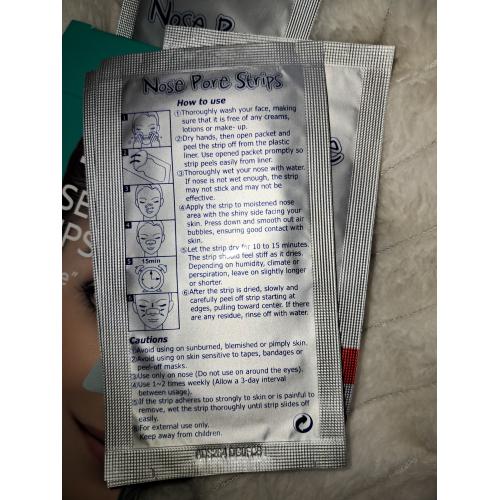 Nose P
Nose Pore Strips
How to use
①Thoroughly wash your face, making
sure that it is free of any creams,
lotions or make- up.
②Dry hands, then open packet and
peel the strip off from the plastic
liner. Use opened packet promptly so
strip peels easily from liner.
③Thoroughly wet your nose with water.
If nose is not wet enough, the strip
may not stick and may not be
effective.
④Apply the strip to moistened nose
area with the shiny side facing your
skin. Press down and smooth out air
bubbles, ensuring good contact with
skin.
⑤Let the strip dry for 10 to 15 minutes.
The strip should feel stiff as it dries.
Depending on humidity, climate or
perspiration, leave on slightly longer
or shorter.
⑥After the strip is dried, slowly and
carefully peel off strip starting at
edges, pulling toward center. If there
are any residue, rinse off with water.
1
2
3
4
5
15min
6
Cautions
①Avoid using on sunburned, blemished or pimply skin.
②Avoid using on skin sensitive to tapes, bandages or
peel-off masks.
③Use only on nose (Do not use on around the eyes).
④Use 1~2 times weekly (Allow a 3-day interval
between usage).
⑤If the strip adheres too strongly to skin or is painful to
remove, wet the strip thoroughly until strip slides off
easily.
⑥For external use only.
Keep away from children.
SE
PS
e"